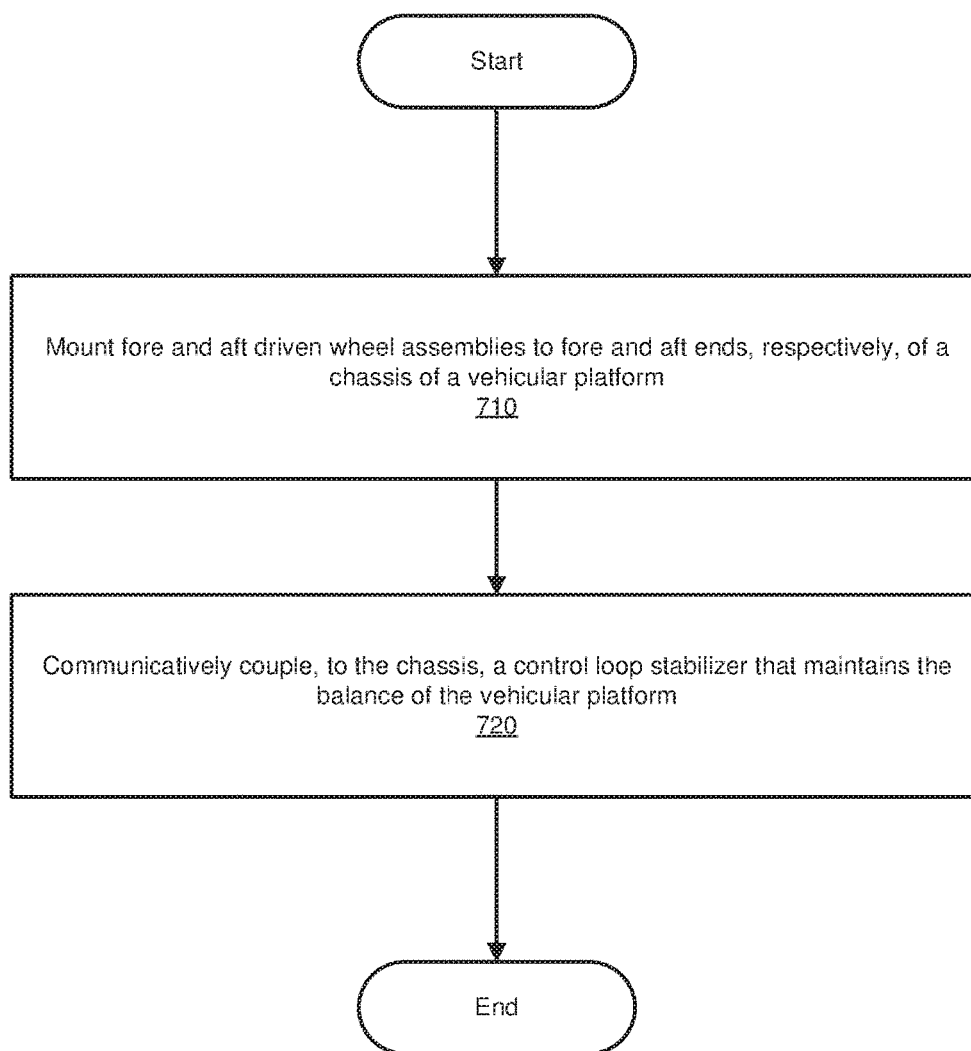 Start
Mount fore and aft driven wheel assemblies to fore and aft ends, respectively, of a
chassis of a vehicular platform
710
Communicatively couple, to the chassis, a control loop stabilizer that maintains the
balance of the vehicular platform
720
End